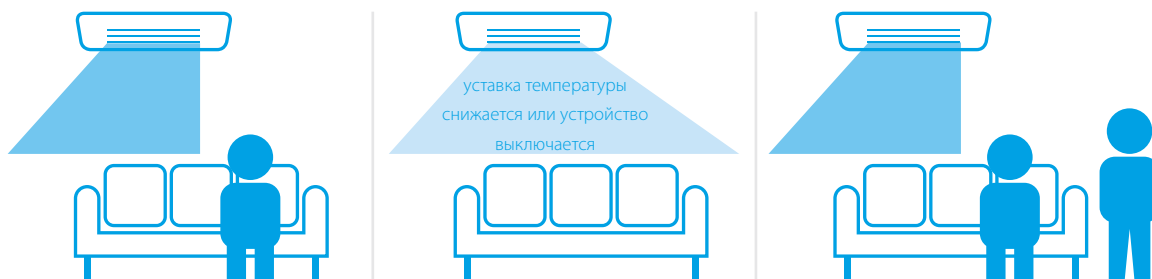 уставка температуры
снижается или устройство
выключается